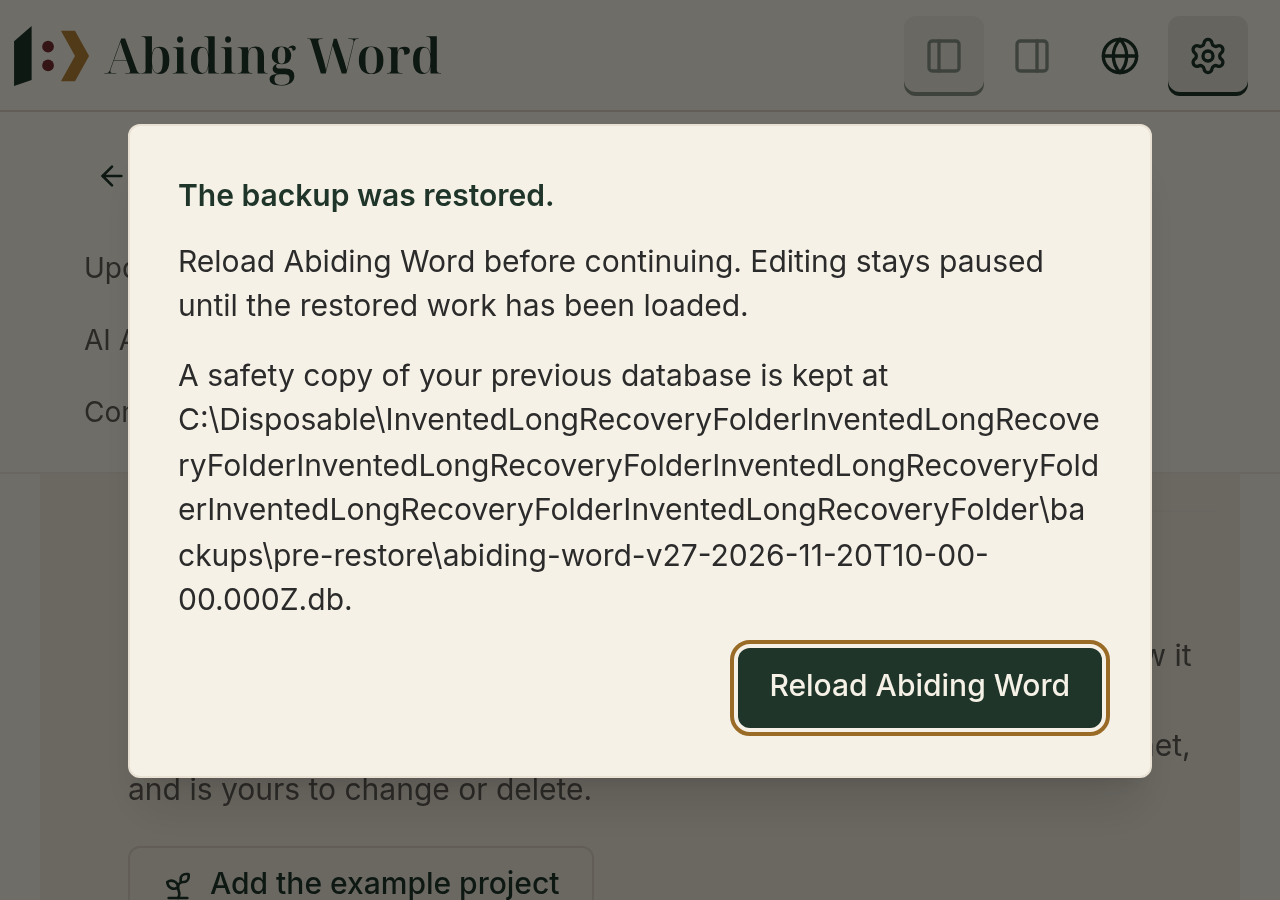 Abiding Word
The backup was restored.
Reload Abiding Word before continuing. Editing stays paused
until the restored work has been loaded.
A safety copy of your previous database is kept at
C:\Disposable\InventedLongRecoveryFolderInventedLongRecove
ryFolderInventedLongRecoveryFolderInventedLongRecoveryFold
erInventedLongRecoveryFolderInventedLongRecoveryFolder\ba
ckups\pre-restore\abiding-word-v27-2026-11-20T10-00-
00.000Z.db.
Reload Abiding Word
it
and is yours to change or delete.
Add the example project